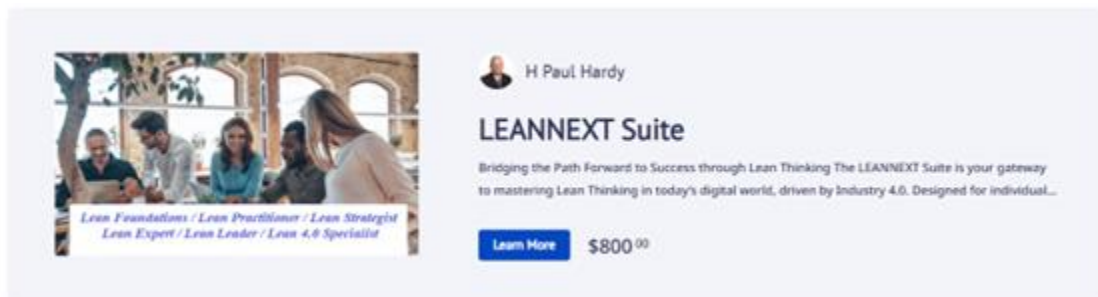 H Paul Hardy
LEANNEXT Suite
Bridging the Path Forward to Success through Lean Thinking The LEANNEXT Suite is your gateway
to mastering Lean Thinking in today's digital world, driven by Industry 4.0. Designed for individual...
Lean Foundations / Lean Practitioner / Lean Strategist
Lean Expert / Lean Leader / Lean 4.0 Specialist
Learn More $800 00